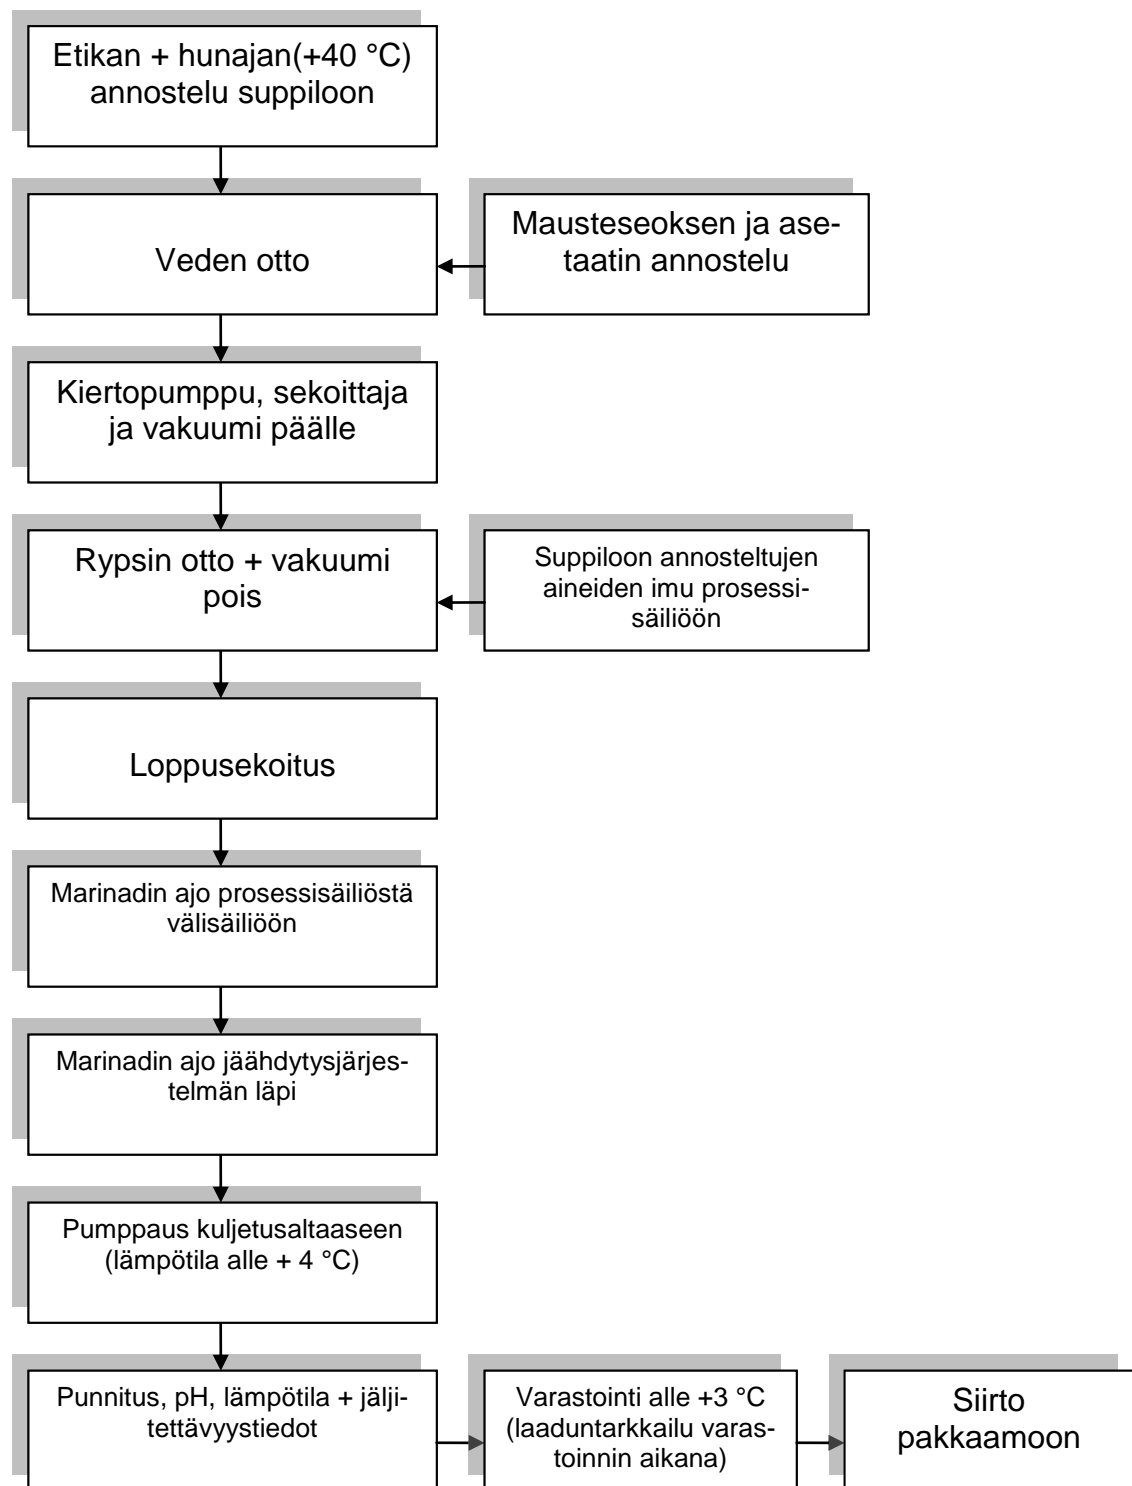 Etikan + hunajan(+40 °C)
annostelu suppiloon
Veden otto
Mausteseoksen ja ase-
taatin annostelu
Kiertopumppu, sekoittaja
ja vakuumi päälle
Rypsin otto + vakuumi
pois
Suppiloon annosteltujen
aineiden imu prosessi-
säiliöön
Loppusekoitus
Marinadin ajo prosessisäiliöstä
välisäiliöön
Marinadin ajo jäähdytysjärjes-
telmän läpi
Pumppaus kuljetusaltaaseen
(lämpötila alle + 4 °C)
Punnitus, pH, lämpötila + jälji-
tettävyystiedot
Varastointi alle +3 °C
(laaduntarkkailu varas-
toinnin aikana)
Siirto
pakkaamoon